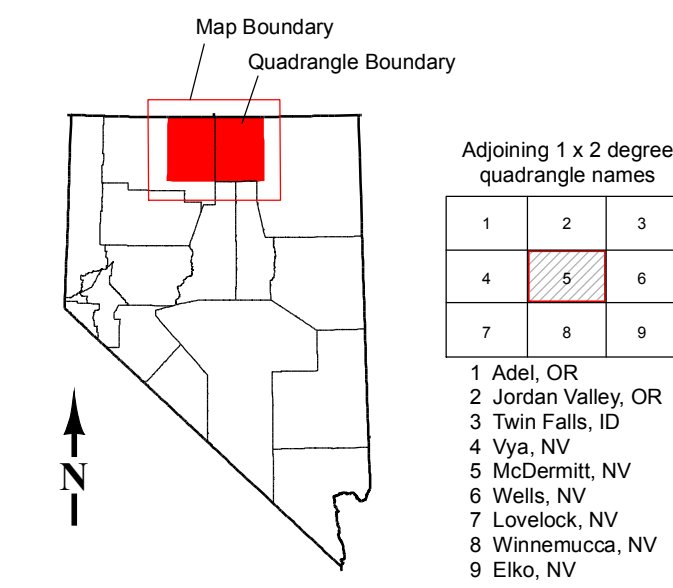 Map Boundary
Quadrangle Boundary
Adjoining 1 x 2 degree
quadrangle names
1 2 3
4 5 6
7 8 9
1 Adel, OR
2 Jordan Valley, OR
3 Twin Falls, ID
4 Vya, NV
5 McDermitt, NV
6 Wells, NV
7 Lovelock, NV
8 Winnemucca, NV
9 Elko, NV
N